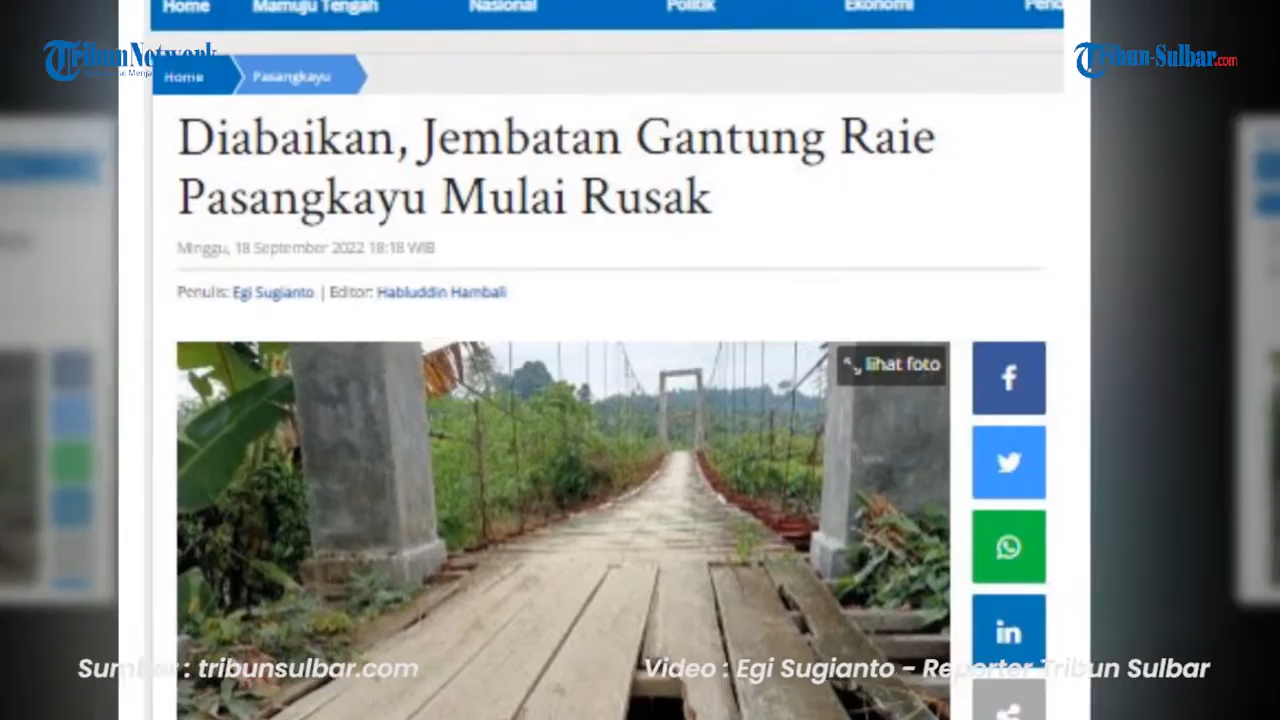 Home Mamuju Tengah Nasional Politik Ekonomi
TribunNetwork
Tribun-Sulbar.com
Home Pasangkayu
Diabaikan, Jembatan Gantung Raie
Pasangkayu Mulai Rusak
Minggu, 18 September 2022 18:18 WIB
Penulis: Egi Sugianto | Editor: Habluddin Hambali
lihat foto
Sumber : tribunsulbar.com
Video : Egi Sugianto - Reporter Tribun Sulbar